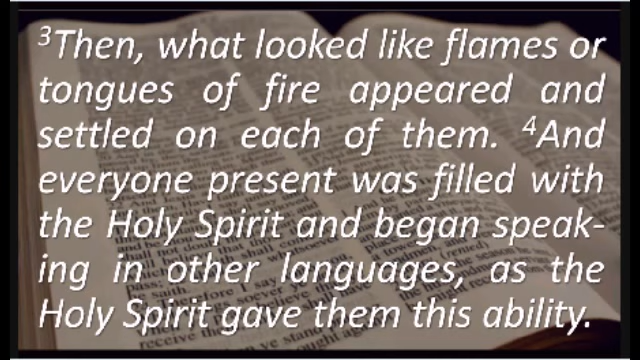 ³Then, what looked like flames or
tongues of fire appeared and
settled on each of them. ⁴And
everyone present was filled with
the Holy Spirit and began speak-
ing in other languages, as the
Holy Spirit gave them this ability.